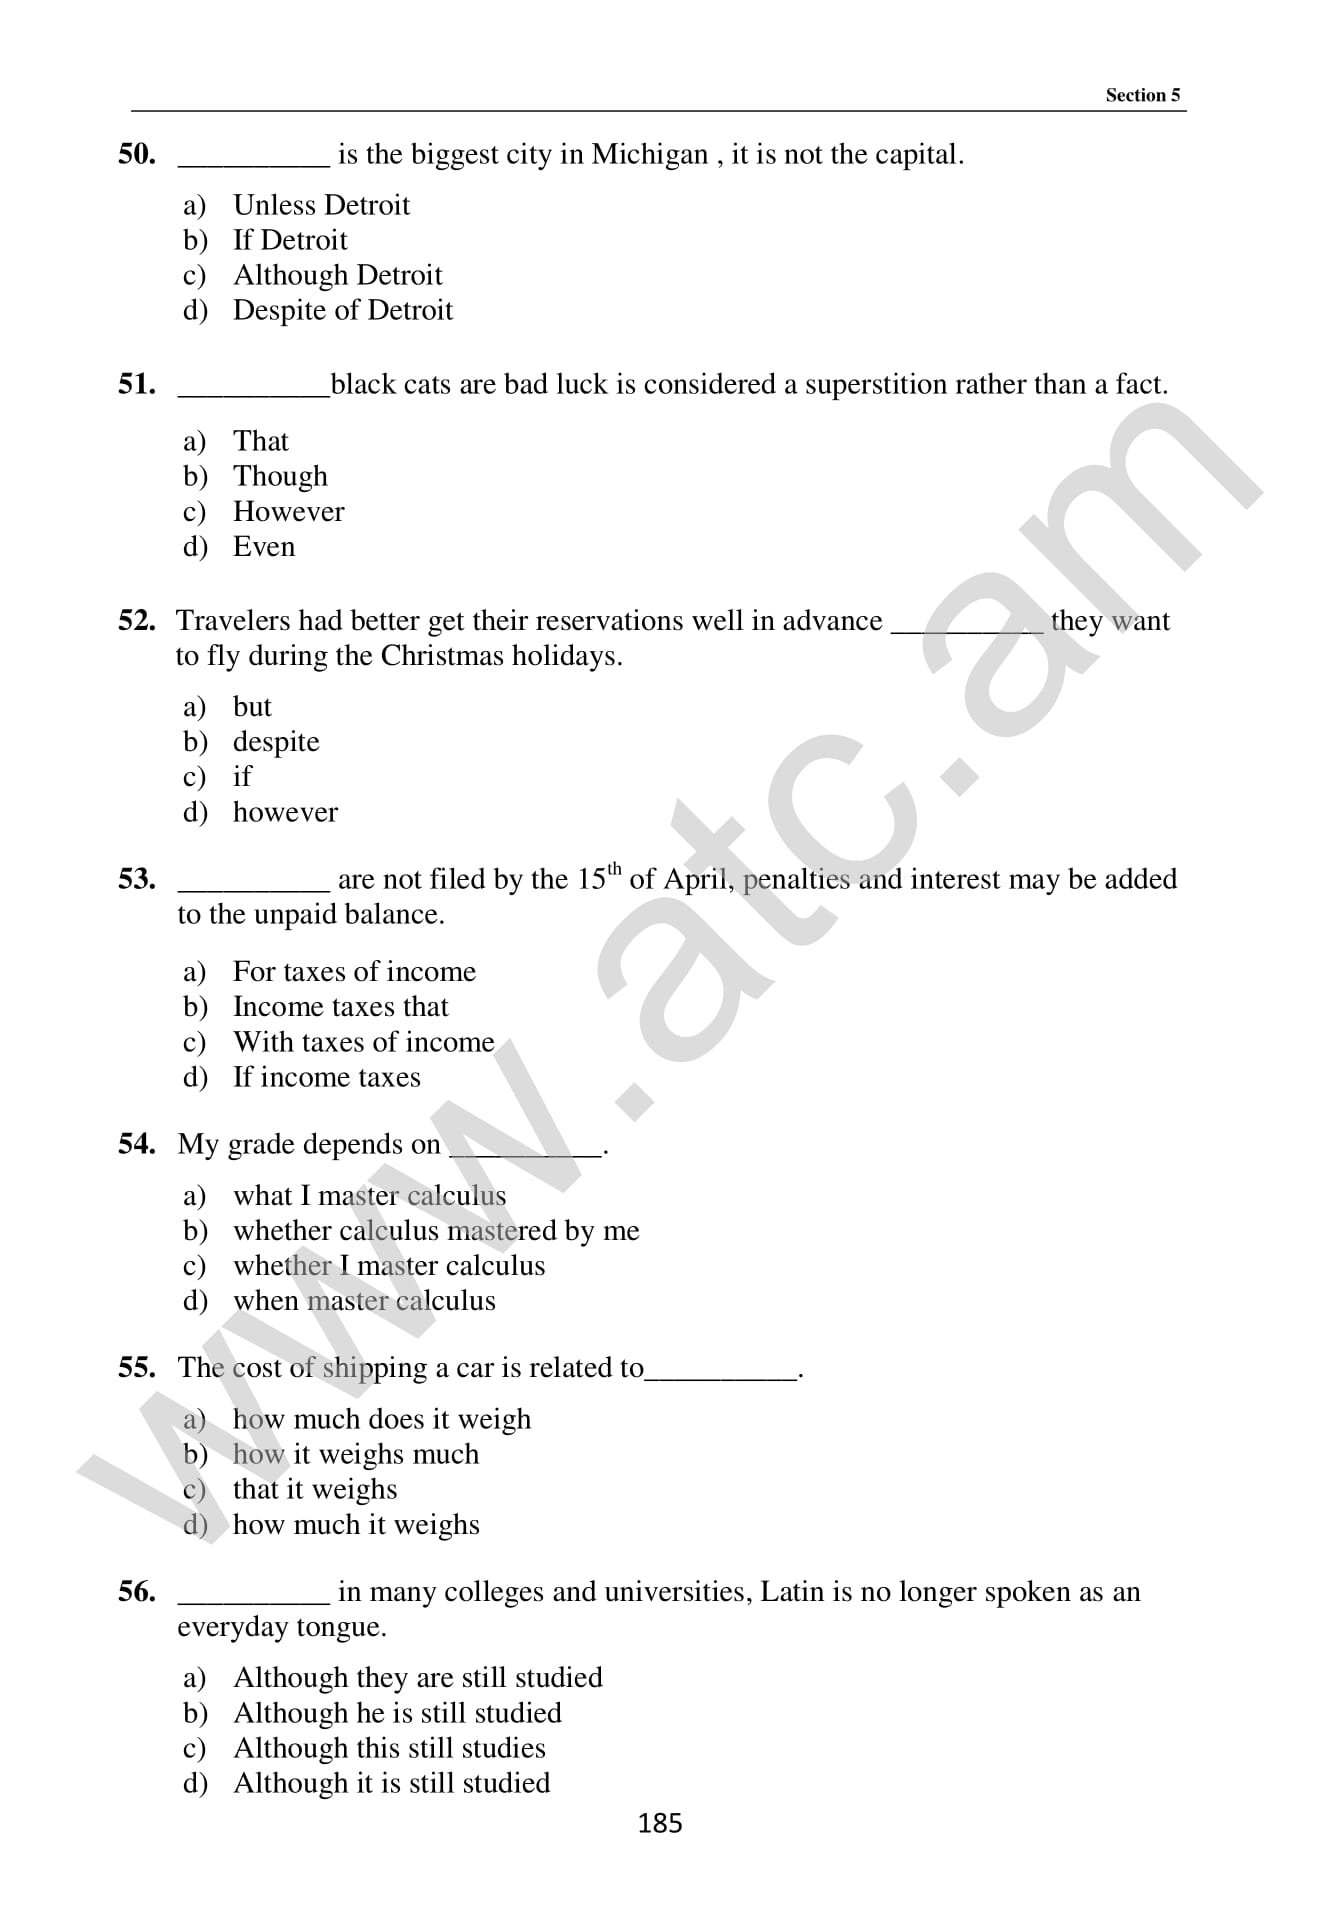 Section 5
50. __________ is the biggest city in Michigan , it is not the capital.
a) Unless Detroit
b) If Detroit
c) Although Detroit
d) Despite of Detroit
51. __________black cats are bad luck is considered a superstition rather than a fact.
a) That
b) Though
c) However
d) Even
52. Travelers had better get their reservations well in advance __________ they want
to fly during the Christmas holidays.
a) but
b) despite
c) if
d) however
53. __________ are not filed by the 15th of April, penalties and interest may be added
to the unpaid balance.
a) For taxes of income
b) Income taxes that
c) With taxes of income
d) If income taxes
54. My grade depends on __________.
a) what I master calculus
b) whether calculus mastered by me
c) whether I master calculus
d) when master calculus
55. The cost of shipping a car is related to__________.
a) how much does it weigh
b) how it weighs much
c) that it weighs
d) how much it weighs
56. __________ in many colleges and universities, Latin is no longer spoken as an
everyday tongue.
a) Although they are still studied
b) Although he is still studied
c) Although this still studies
d) Although it is still studied
185
www.atc.am